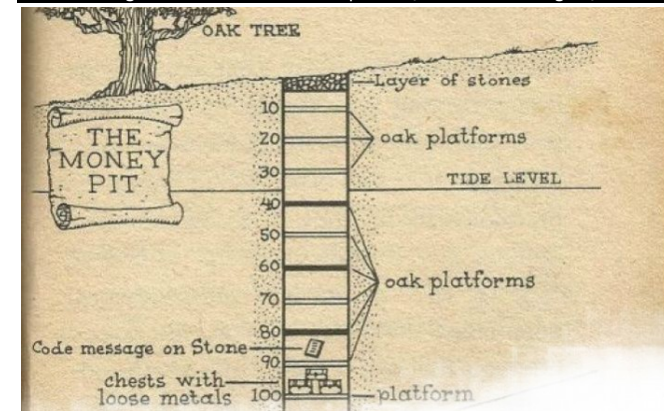 OAK TREE
Layer of stones
10
THE
MONEY
PIT
20
oak platforms
30
TIDE LEVEL
40
50
60
oak platforms
70
80
Code message on Stone
90
chests with
loose metals
100
platform